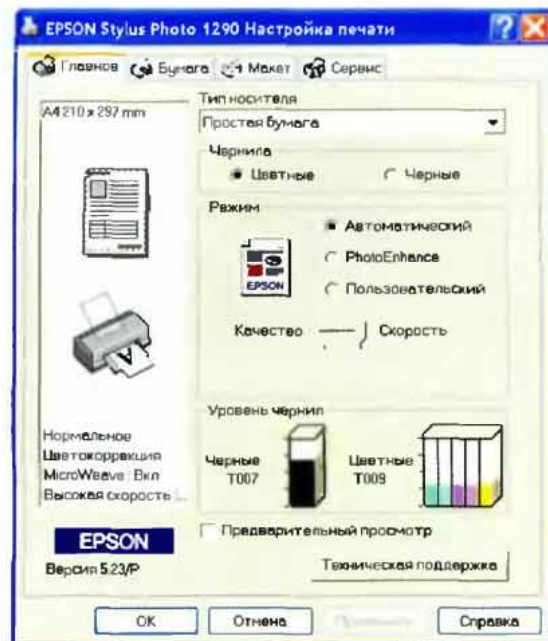 EPSON Stylus Photo 1290 Настройка печати
Главное Бумага Макет Сервис
A4 210 x 297 mm
Тип носителя
Простая бумага
Чернила
Цветные Черные
Режим
Автоматический
PhotoEnhance
Пользовательский
EPSON
Качество Скорость
Нормальное
Цветокоррекция
MicroWeave : Вкл
Высокая скорость :
Уровень чернил
Черные
T007
Цветные
T009
EPSON
Версия 5.23/P
Предварительный просмотр
Техническая поддержка
OK Отмена Справка